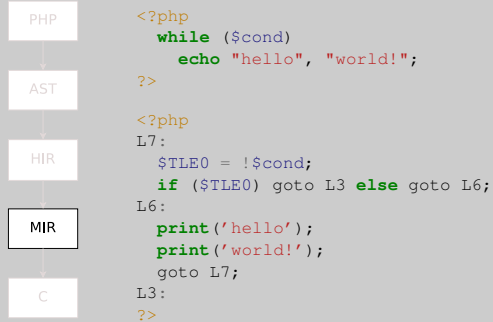 PHP
AST
HIR
MIR
C
<?php
while ($cond)
echo "hello", "world!";
?>
<?php
L7:
$TLE0 = !$cond;
if ($TLE0) goto L3 else goto L6;
L6:
print('hello');
print('world!');
goto L7;
L3:
?>